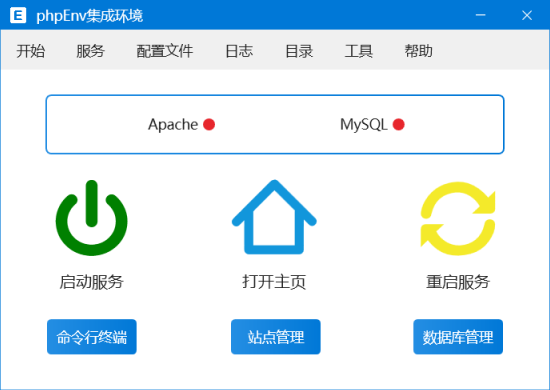 E phpEnv集成环境
开始 服务 配置文件 日志 目录 工具 帮助
Apache MySQL
启动服务 打开主页 重启服务
命令行终端 站点管理 数据库管理